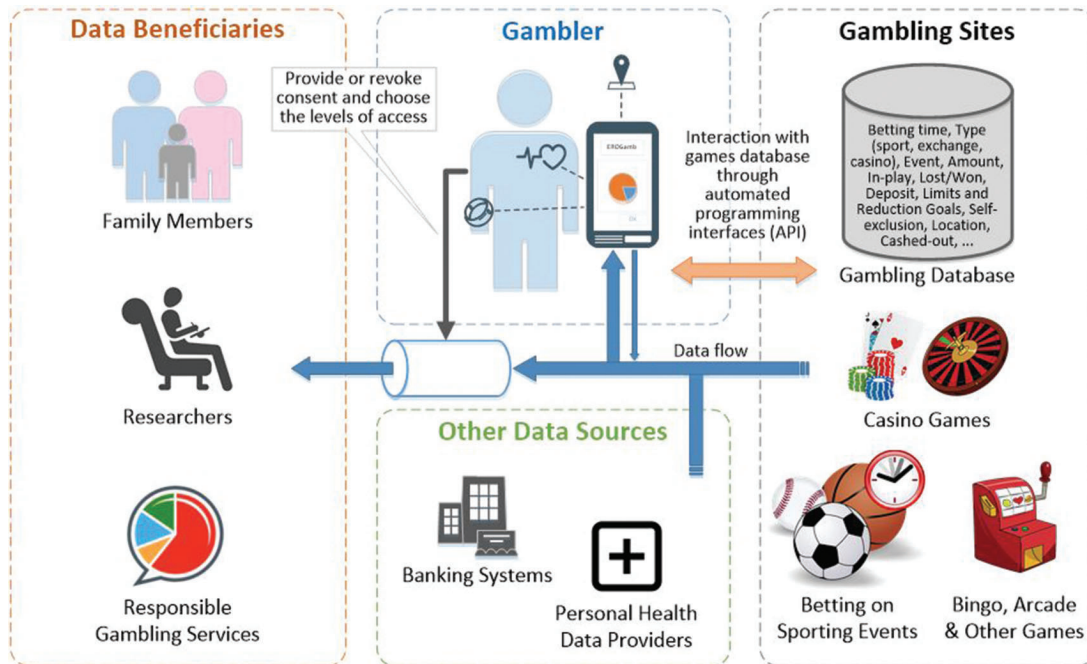 Data Beneficiaries
Family Members
Researchers
Responsible
Gambling Services
Gambler
Provide or revoke
consent and choose
the levels of access
EROGamb
Interaction with
games database
through
automated
programming
interfaces (API)
Data flow
Other Data Sources
Banking Systems
Personal Health
Data Providers
Gambling Sites
Betting time, Type
(sport, exchange,
casino), Event, Amount,
In-play, Lost/Won,
Deposit, Limits and
Reduction Goals, Self-
exclusion, Location,
Cashed-out, ...
Gambling Database
Casino Games
Betting on
Sporting Events
Bingo, Arcade
& Other Games